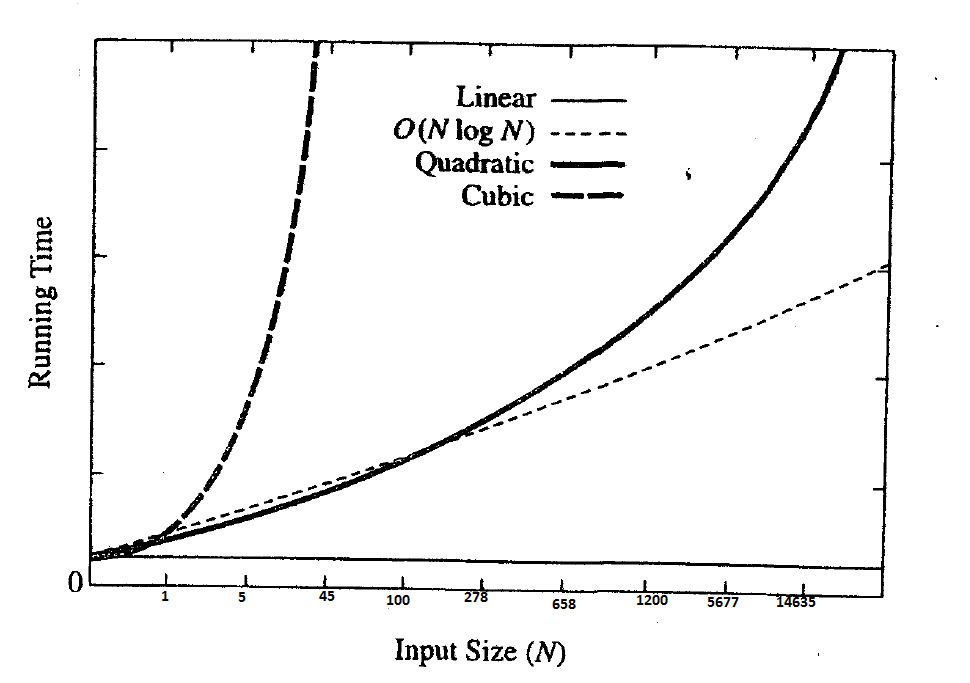 Linear
O(N log N)
Quadratic
Cubic
Running Time
0
1 5 45 100 278 658 1200 5677 14635
Input Size (N)